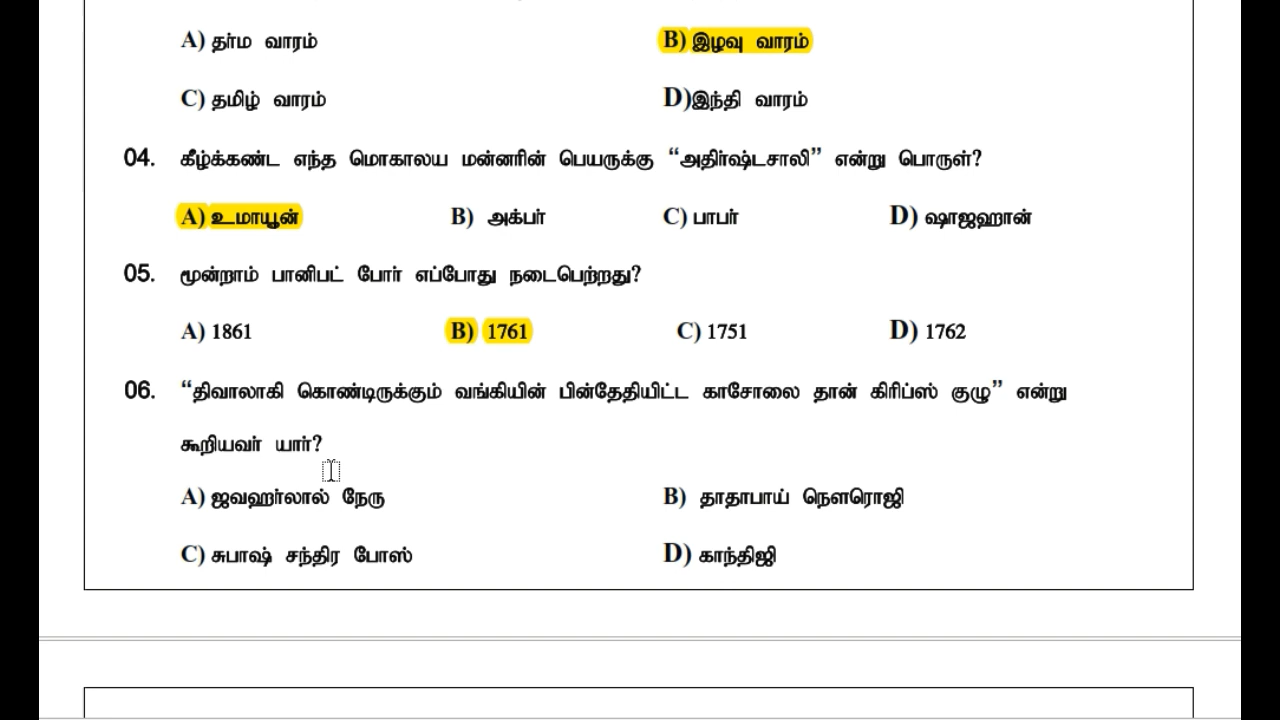 A) தர்ம வாரம் B) இழவு வாரம்
C) தமிழ் வாரம் D)இந்தி வாரம்
04. கீழ்க்கண்ட எந்த மொகாலய மன்னரின் பெயருக்கு “அதிர்ஷ்டசாலி” என்று பொருள்?
A) உமாயூன் B) அக்பர் C) பாபர் D) ஷாஜஹான்
05. மூன்றாம் பானிபட் போர் எப்போது நடைபெற்றது?
A) 1861 B) 1761 C) 1751 D) 1762
06. “திவாலாகி கொண்டிருக்கும் வங்கியின் பின்தேதியிட்ட காசோலை தான் கிரிப்ஸ் குழு” என்று
கூறியவர் யார்?
A) ஜவஹர்லால் நேரு B) தாதாபாய் நௌரொஜி
C) சுபாஷ் சந்திர போஸ் D) காந்திஜி